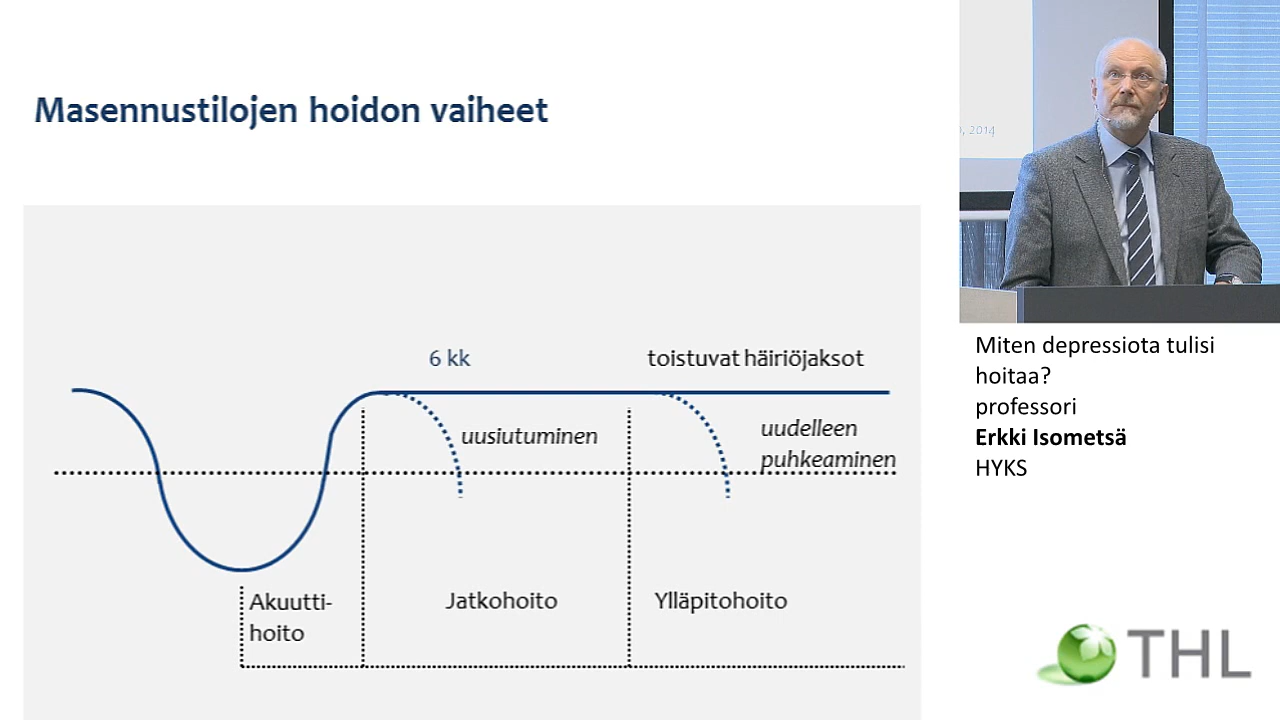 Masennustilojen hoidon vaiheet
6 kk
toistuvat häiriöjaksot
uusiutuminen
uudelleen
puhkeaminen
Akuutti-
hoito
Jatkohoito
Ylläpitohoito
, 2014
Miten depressiota tulisi
hoitaa?
professori
Erkki Isometsä
HYKS
THL